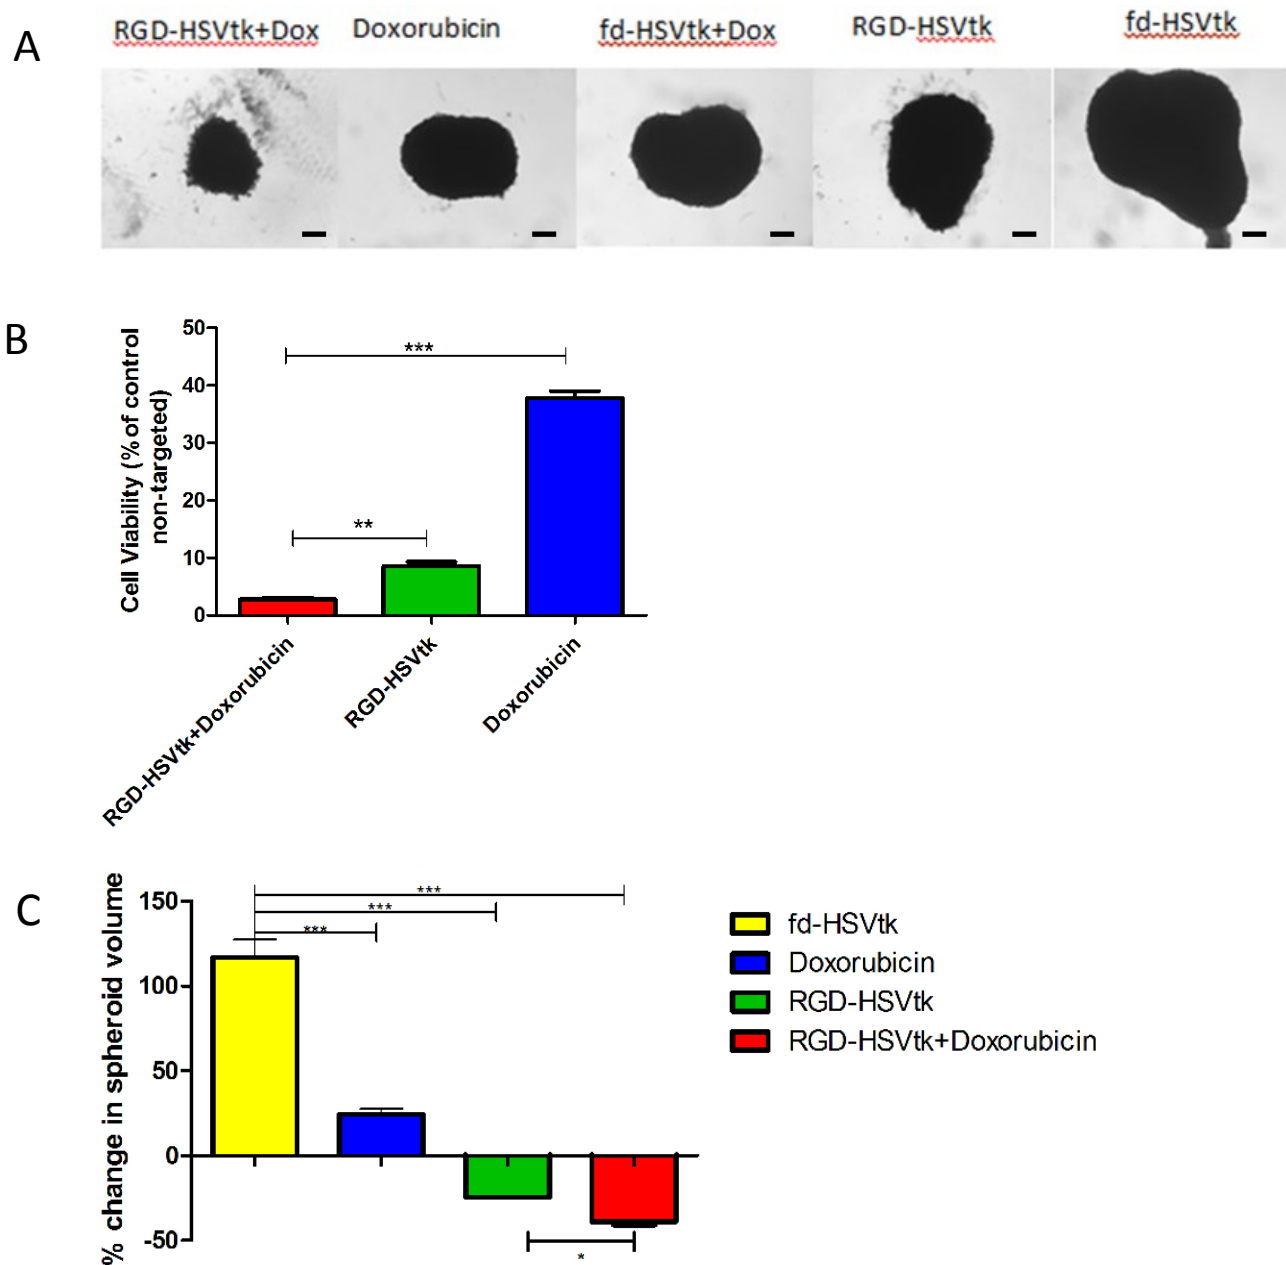 A
RGD-HSVtk+Dox
Doxorubicin
fd-HSVtk+Dox
RGD-HSVtk
fd-HSVtk
B
Cell Viability (% of control
non-targeted)
50
40
30
20
10
0
***
**
RGD-HSVtk+Doxorubicin
RGD-HSVtk
Doxorubicin
C
% change in spheroid volume
150
100
50
0
-50
***
***
***
*
fd-HSVtk
Doxorubicin
RGD-HSVtk
RGD-HSVtk+Doxorubicin